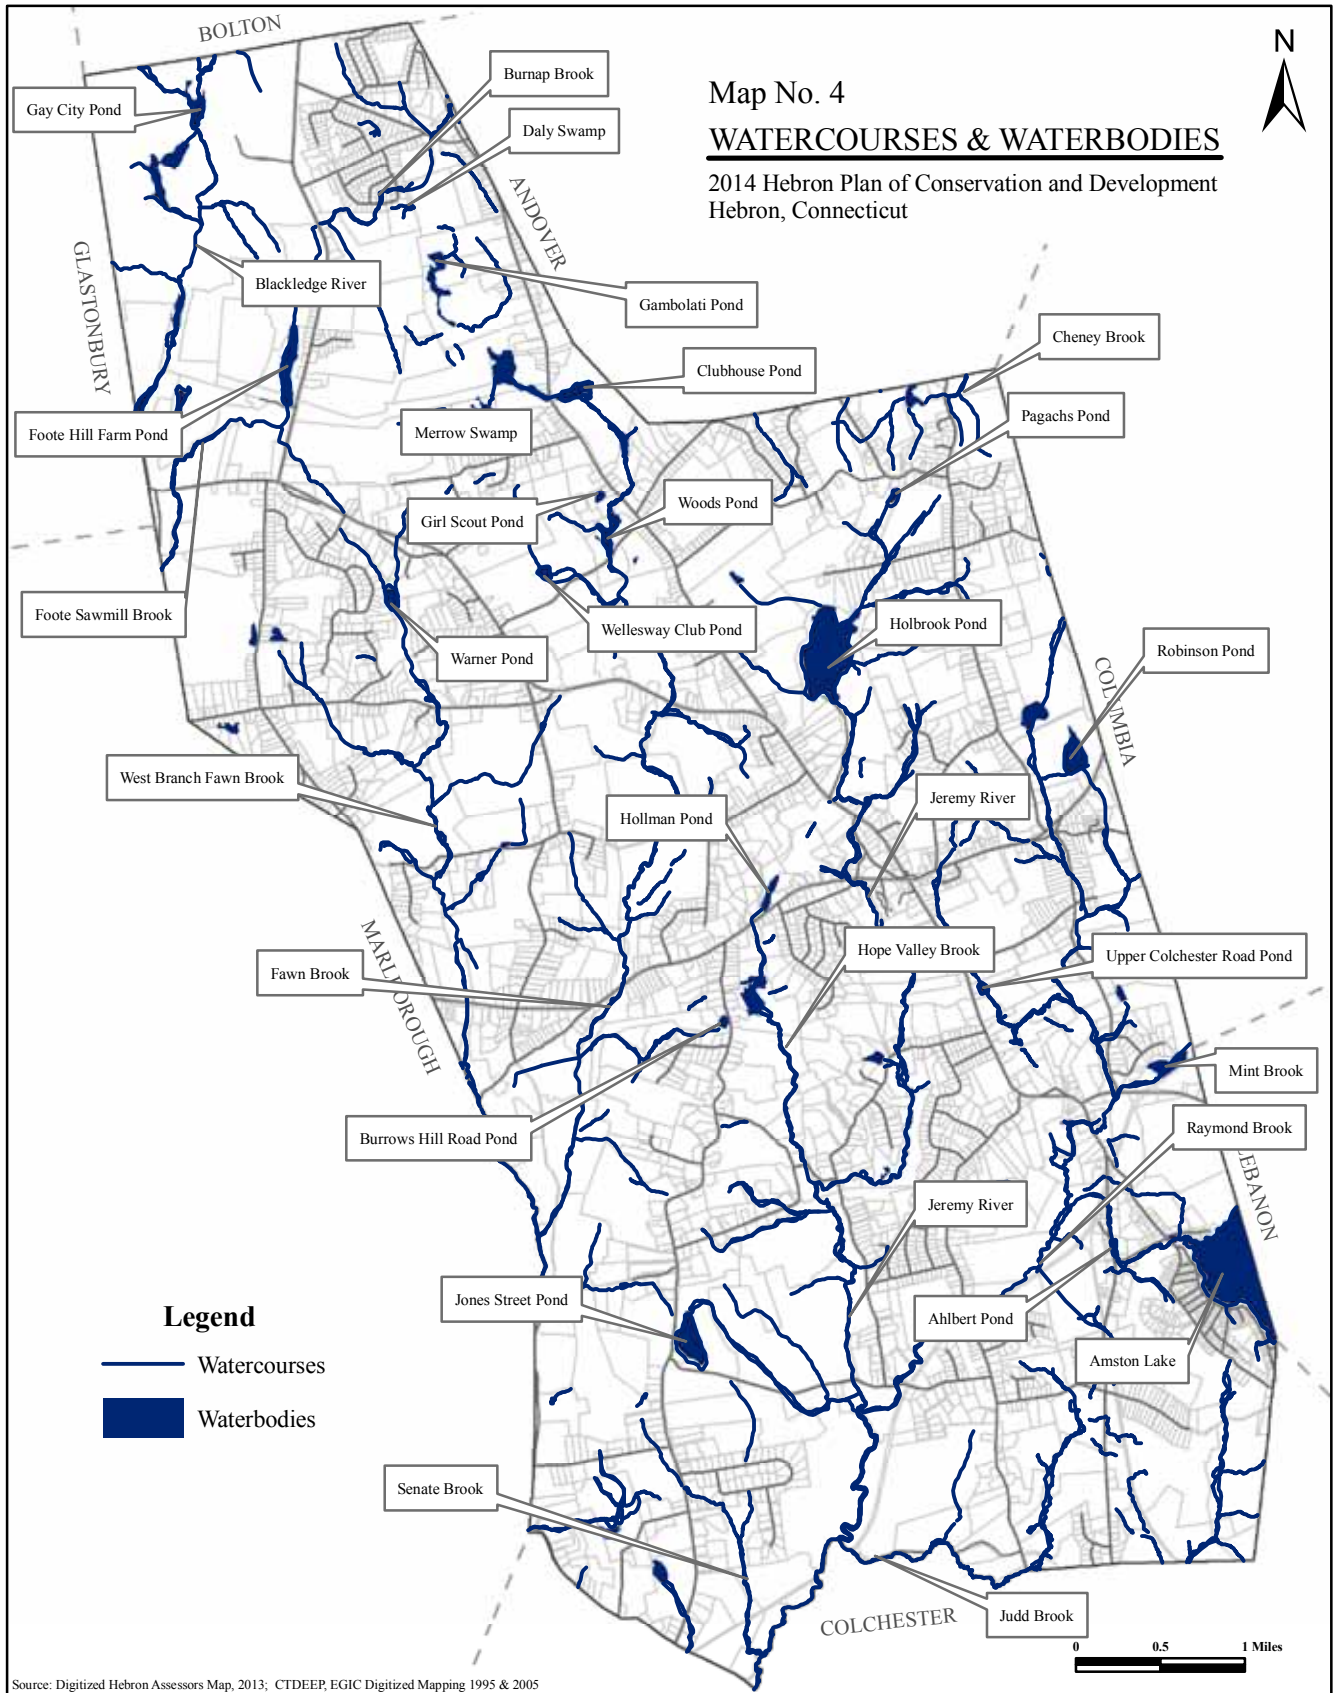 BOLTON
N
Burnap Brook
Map No. 4
Gay City Pond
Daly Swamp
WATERCOURSES & WATERBODIES
2014 Hebron Plan of Conservation and Development
Hebron, Connecticut
ANDOVER
GLASTONBURY
Blackledge River
Gambolati Pond
Cheney Brook
Clubhouse Pond
Pagachs Pond
Foote Hill Farm Pond
Merrow Swamp
Woods Pond
Girl Scout Pond
Foote Sawmill Brook
Wellesway Club Pond
Holbrook Pond
Robinson Pond
Warner Pond
COLUMBIA
West Branch Fawn Brook
Jeremy River
Hollman Pond
MARLBOROUGH
Hope Valley Brook
Upper Colchester Road Pond
Fawn Brook
Mint Brook
Raymond Brook
Burrows Hill Road Pond
LEBANON
Jeremy River
Jones Street Pond
Ahlbert Pond
Legend
Amston Lake
Watercourses
Waterbodies
Senate Brook
COLCHESTER
Judd Brook
0 0.5 1 Miles
Source: Digitized Hebron Assessors Map, 2013; CTDEEP, EGIC Digitized Mapping 1995 & 2005